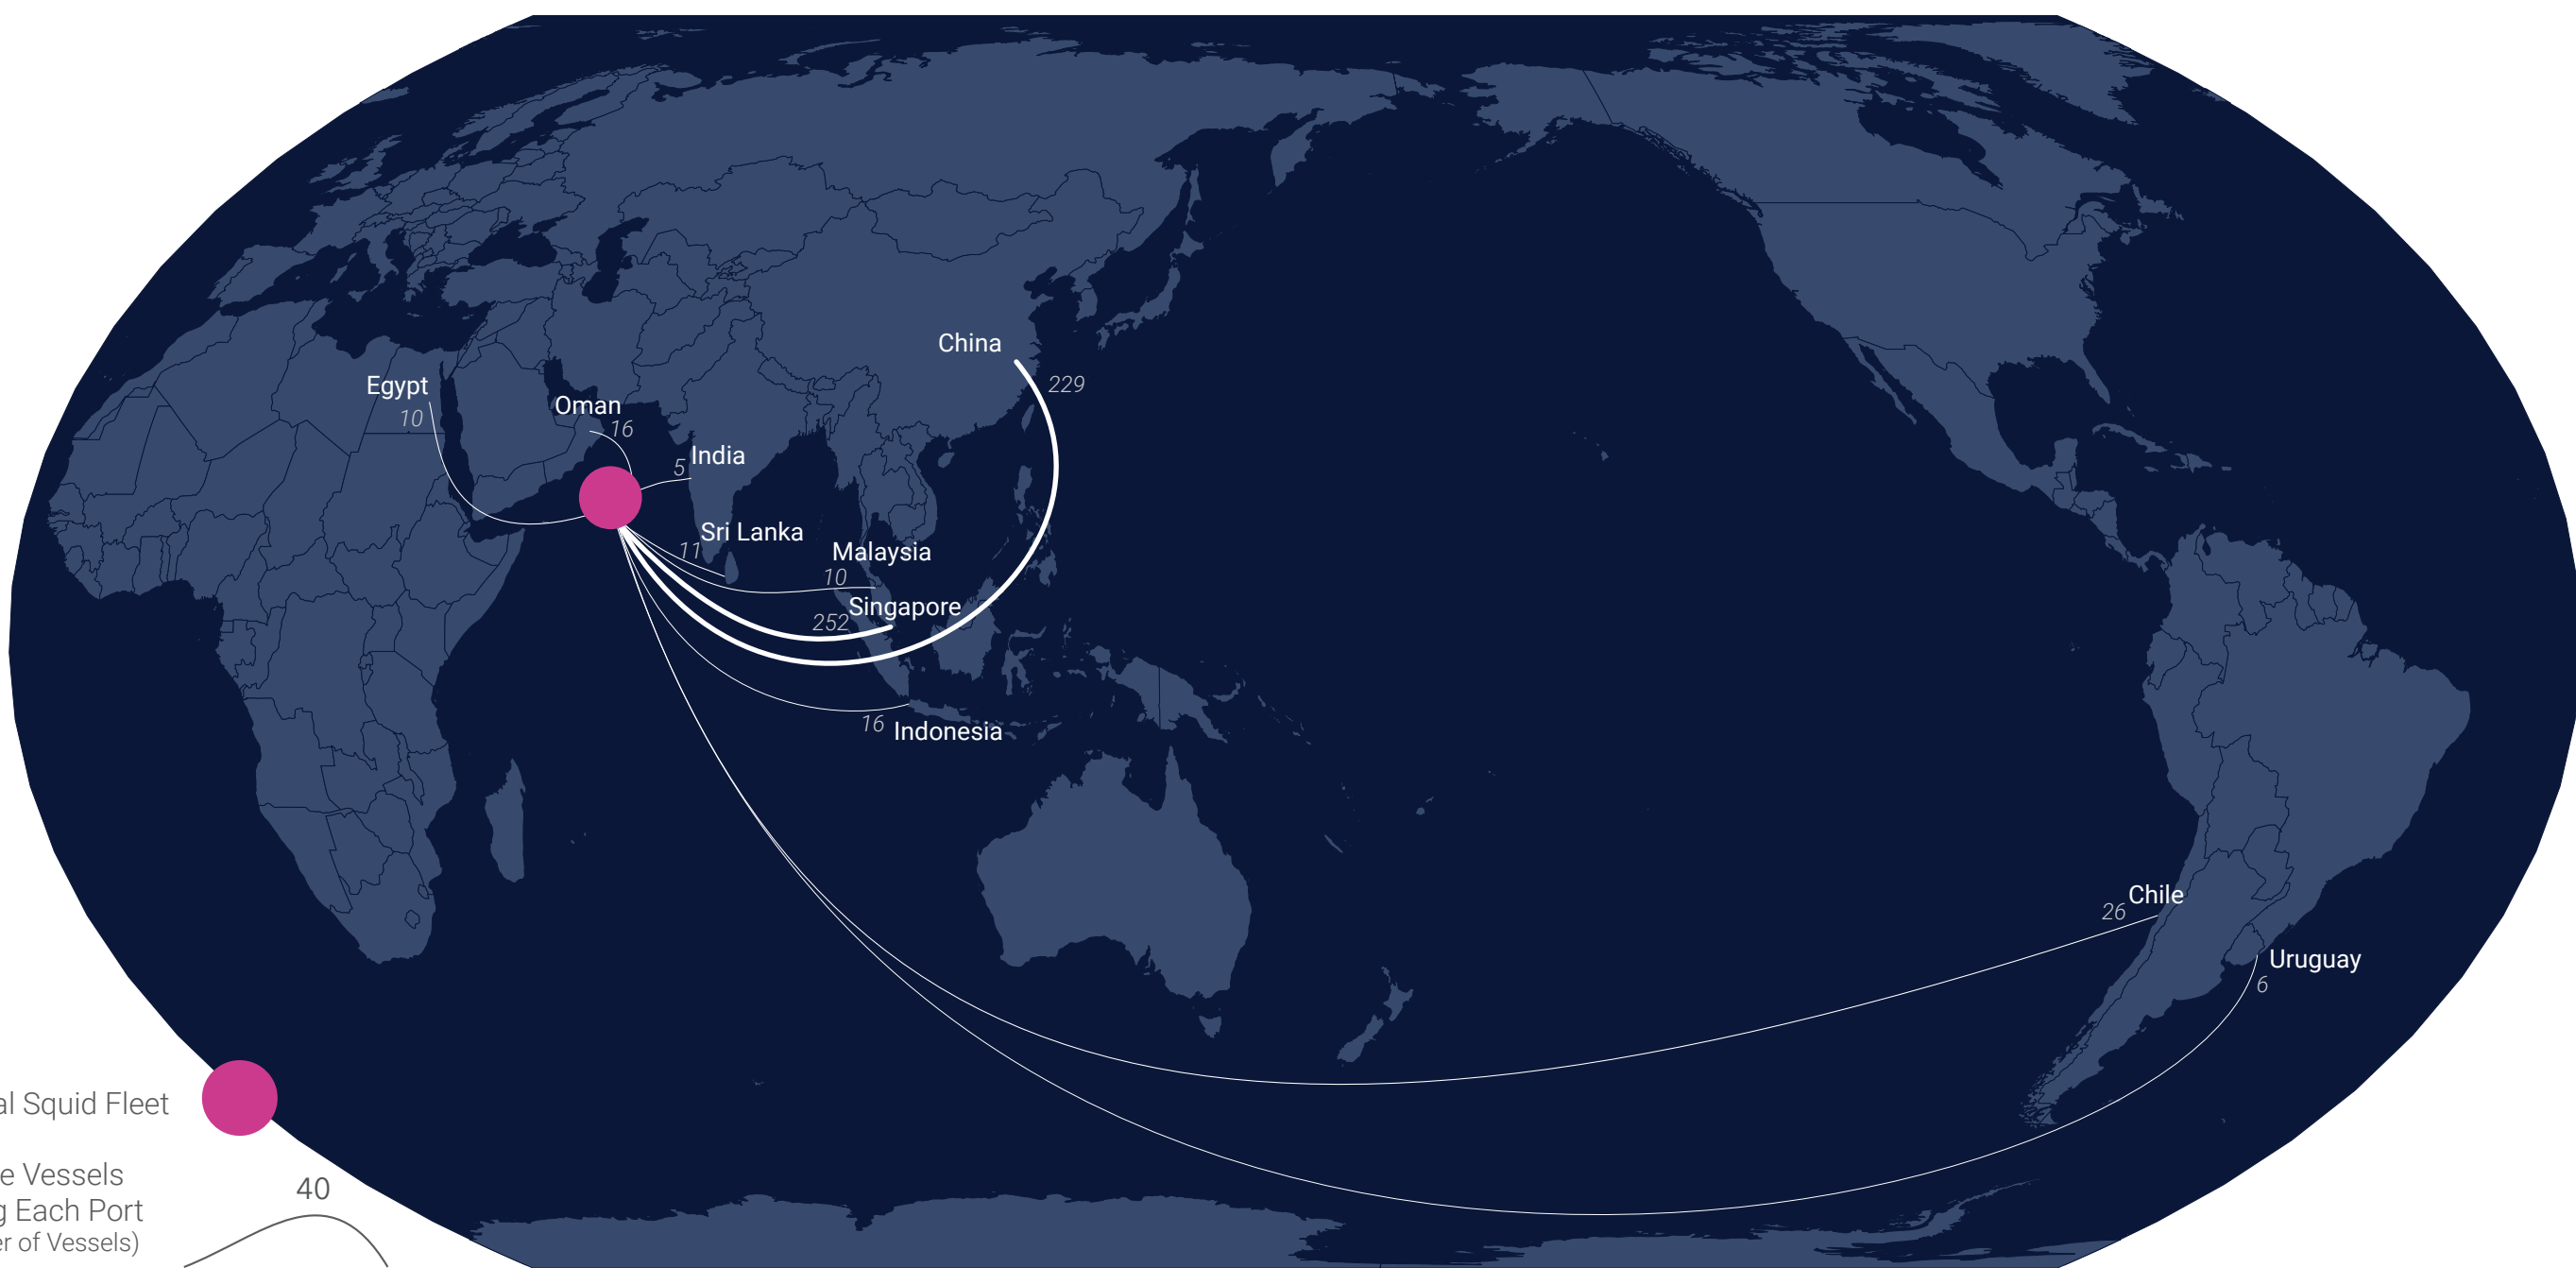 China
229
Egypt
10
Oman
16
India
5
Sri Lanka
11
Malaysia
10
Singapore
252
16 Indonesia
Chile
26
Uruguay
6
al Squid Fleet
e Vessels
40
g Each Port
er of Vessels)